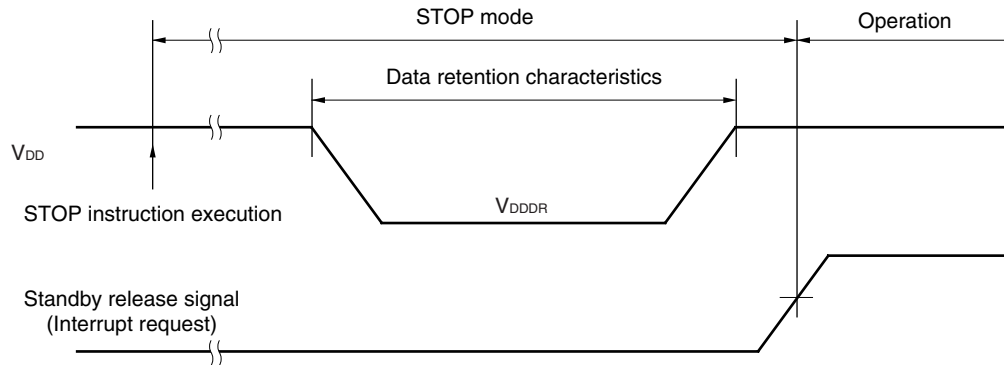 STOP mode
Operation
Data retention characteristics
VDD
STOP instruction execution
VDDDR
Standby release signal
(Interrupt request)